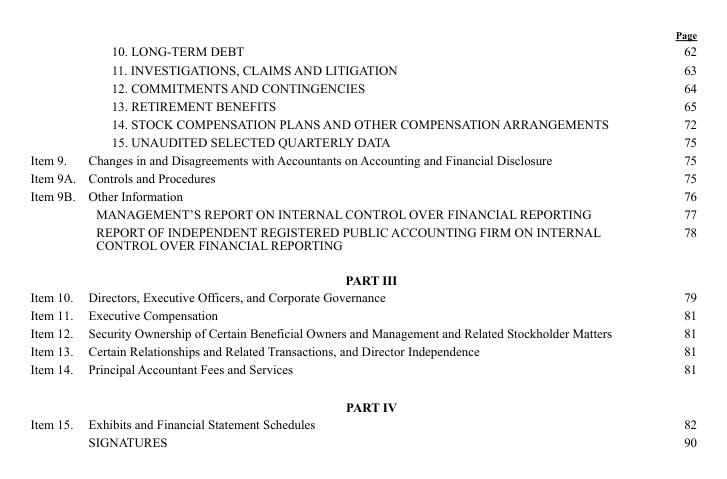 Page
10. LONG-TERM DEBT 62
11. INVESTIGATIONS, CLAIMS AND LITIGATION 63
12. COMMITMENTS AND CONTINGENCIES 64
13. RETIREMENT BENEFITS 65
14. STOCK COMPENSATION PLANS AND OTHER COMPENSATION ARRANGEMENTS 72
15. UNAUDITED SELECTED QUARTERLY DATA 75
Item 9. Changes in and Disagreements with Accountants on Accounting and Financial Disclosure 75
Item 9A. Controls and Procedures 75
Item 9B. Other Information 76
MANAGEMENT’S REPORT ON INTERNAL CONTROL OVER FINANCIAL REPORTING 77
REPORT OF INDEPENDENT REGISTERED PUBLIC ACCOUNTING FIRM ON INTERNAL 78
CONTROL OVER FINANCIAL REPORTING
PART III
Item 10. Directors, Executive Officers, and Corporate Governance 79
Item 11. Executive Compensation 81
Item 12. Security Ownership of Certain Beneficial Owners and Management and Related Stockholder Matters 81
Item 13. Certain Relationships and Related Transactions, and Director Independence 81
Item 14. Principal Accountant Fees and Services 81
PART IV
Item 15. Exhibits and Financial Statement Schedules 82
SIGNATURES 90